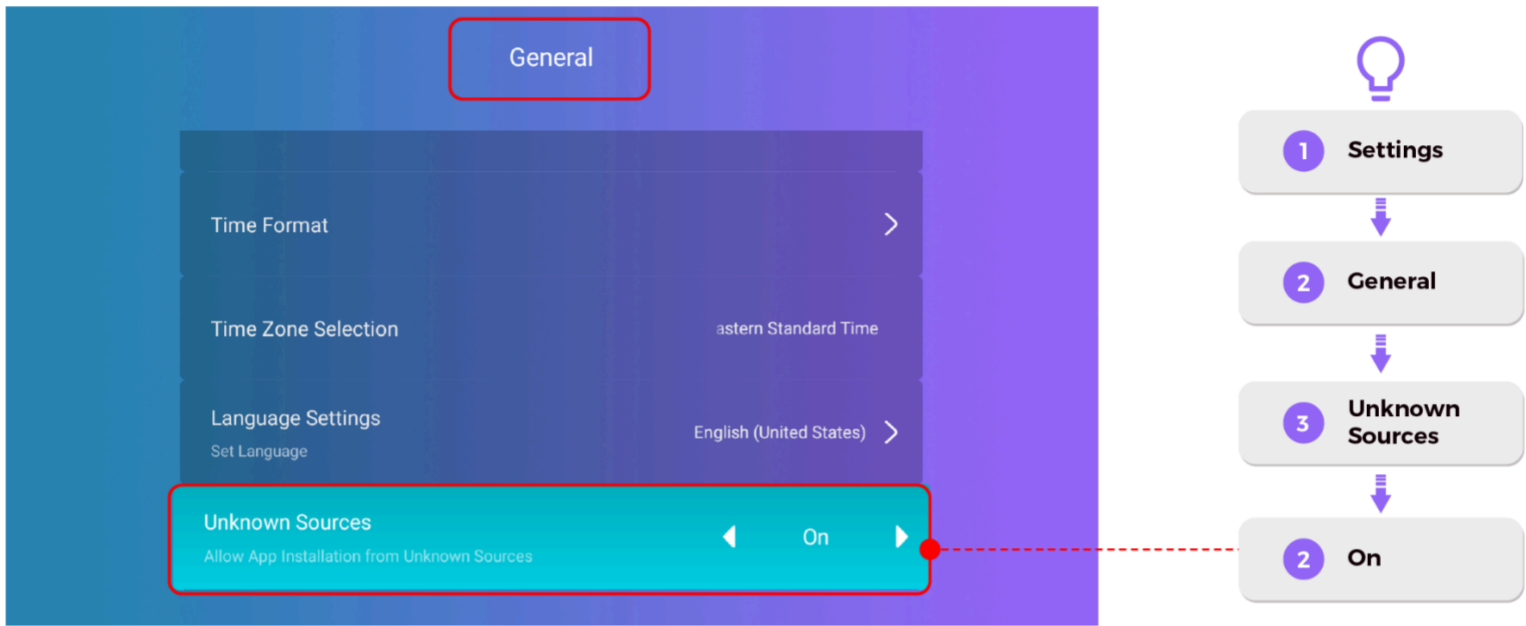 General
Time Format
Time Zone Selection
astern Standard Time
Language Settings
Set Language
English (United States)
Unknown Sources
Allow App Installation from Unknown Sources
On
1 Settings
2 General
3 Unknown
Sources
2 On